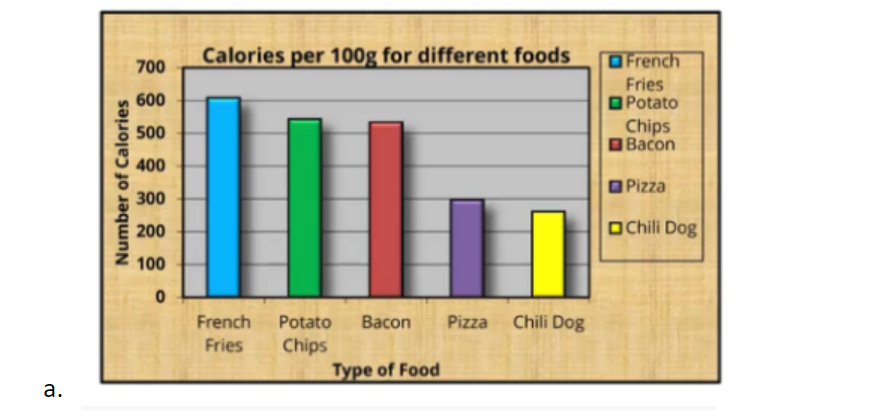 Calories per 100g for different foods
Number of Calories
700
600
500
400
300
200
100
0
French
Fries
Potato
Chips
Bacon
Pizza
Chili Dog
Type of Food
French
Fries
Potato
Chips
Bacon
Pizza
Chili Dog
a.